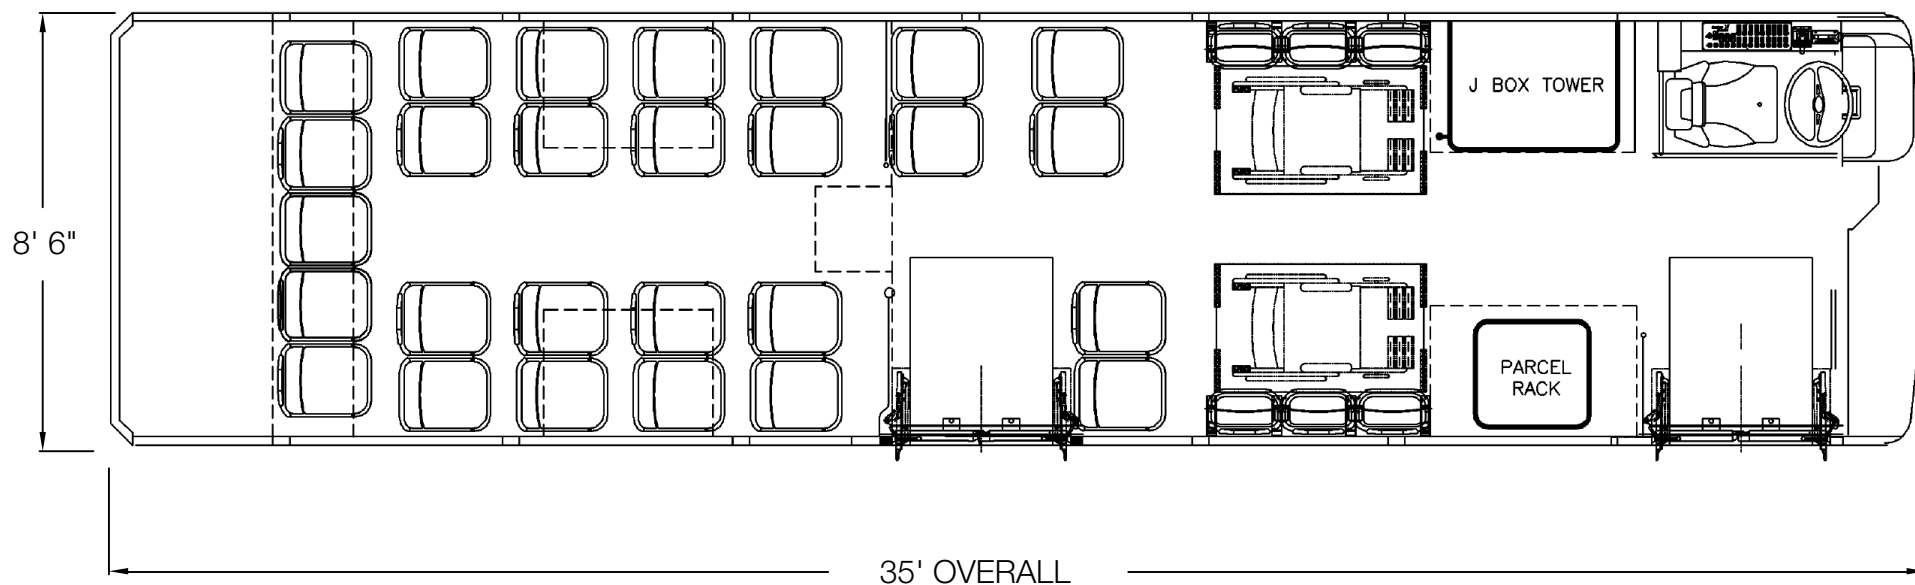 J BOX TOWER
8' 6"
PARCEL
RACK
35' OVERALL